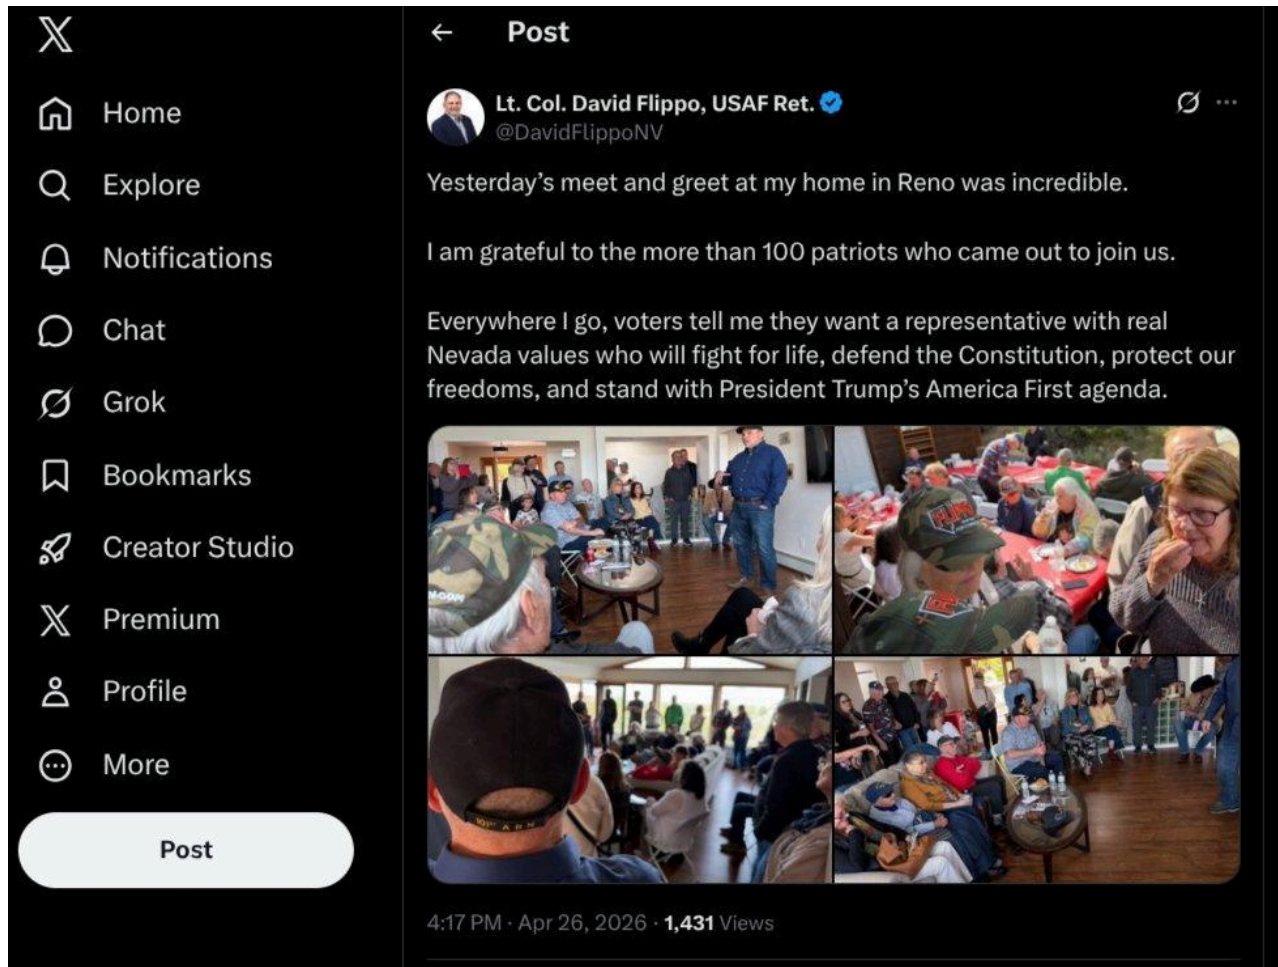 Post
Lt. Col. David Flippo, USAF Ret.
@DavidFlippoNV
Yesterday's meet and greet at my home in Reno was incredible.
I am grateful to the more than 100 patriots who came out to join us.
Everywhere I go, voters tell me they want a representative with real
Nevada values who will fight for life, defend the Constitution, protect our
freedoms, and stand with President Trump's America First agenda.
4:17 PM · Apr 26, 2026 · 1,431 Views
Home
Explore
Notifications
Chat
Grok
Bookmarks
Creator Studio
Premium
Profile
More
Post